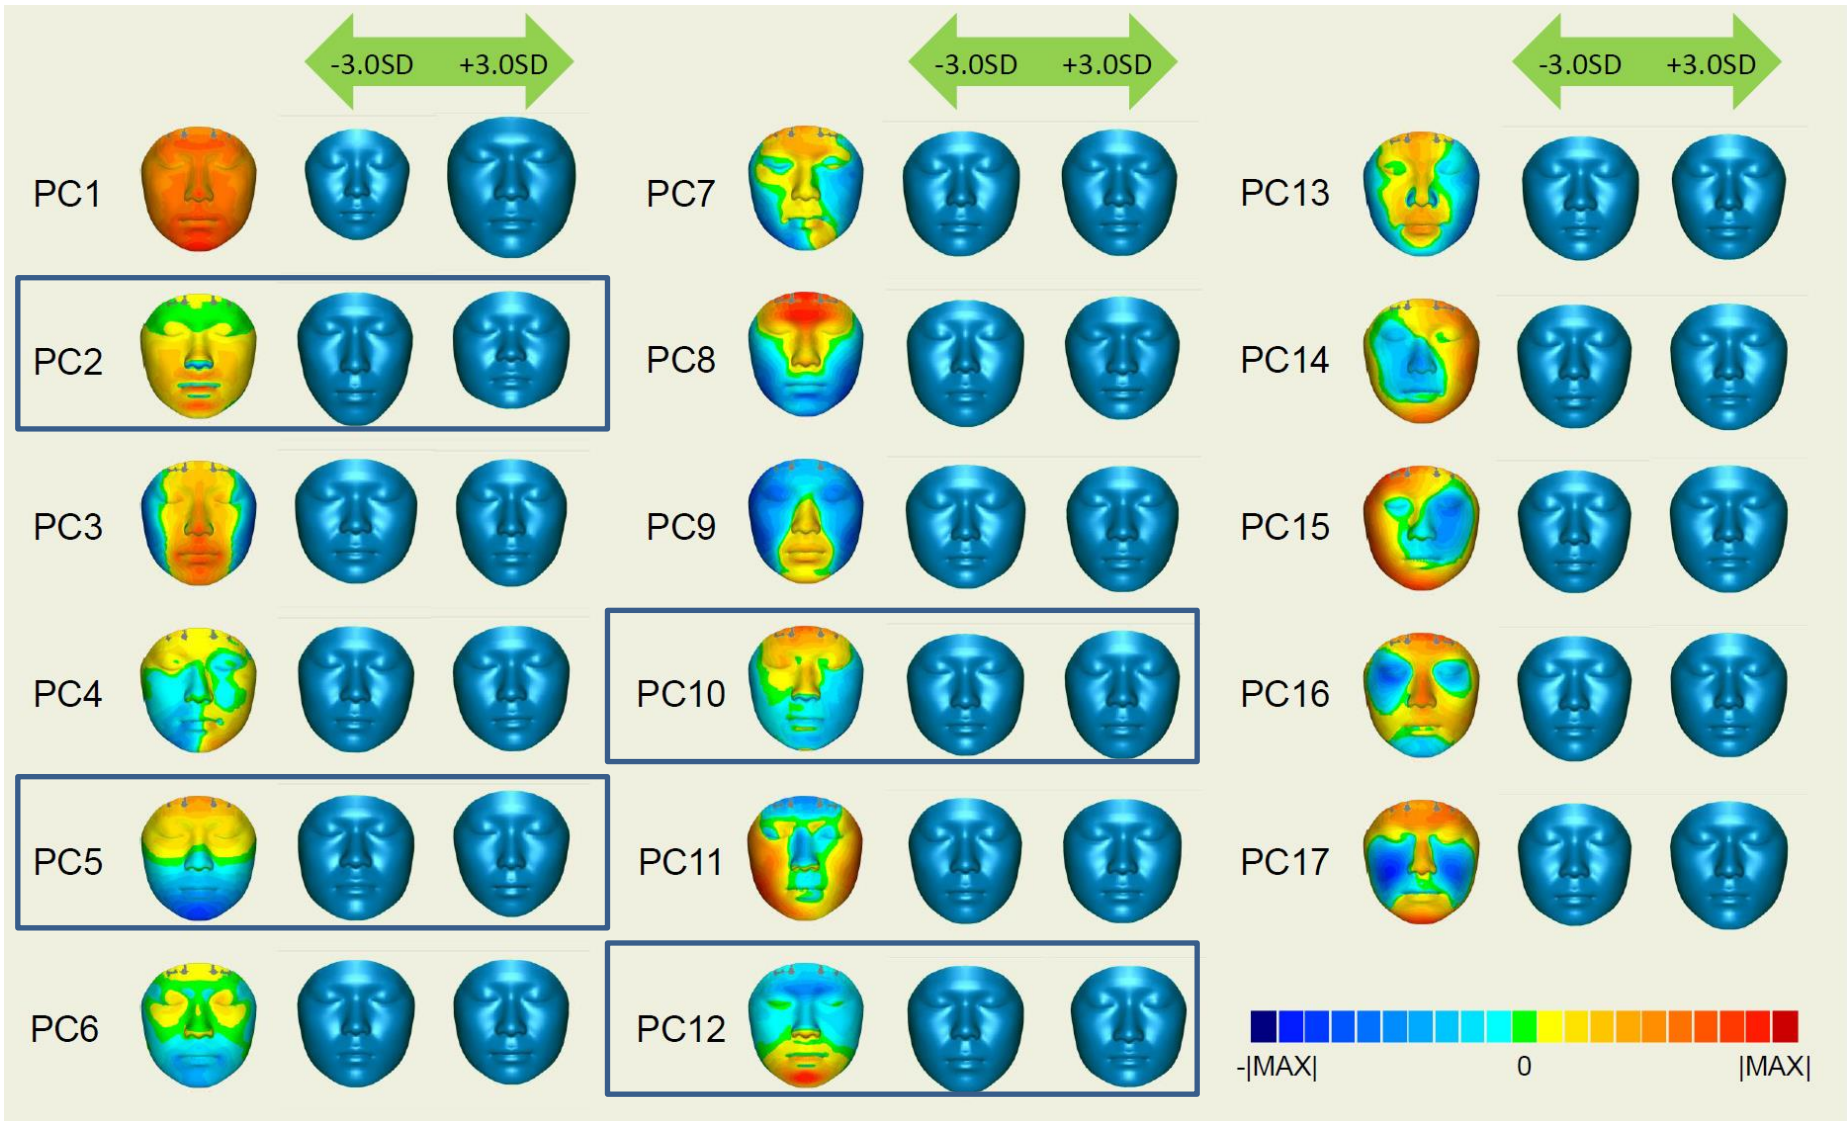 -3.0SD +3.0SD
-3.0SD +3.0SD
-3.0SD +3.0SD
PC1
PC2
PC3
PC4
PC5
PC6
PC7
PC8
PC9
PC10
PC11
PC12
PC13
PC14
PC15
PC16
PC17
-|MAX| 0 |MAX|